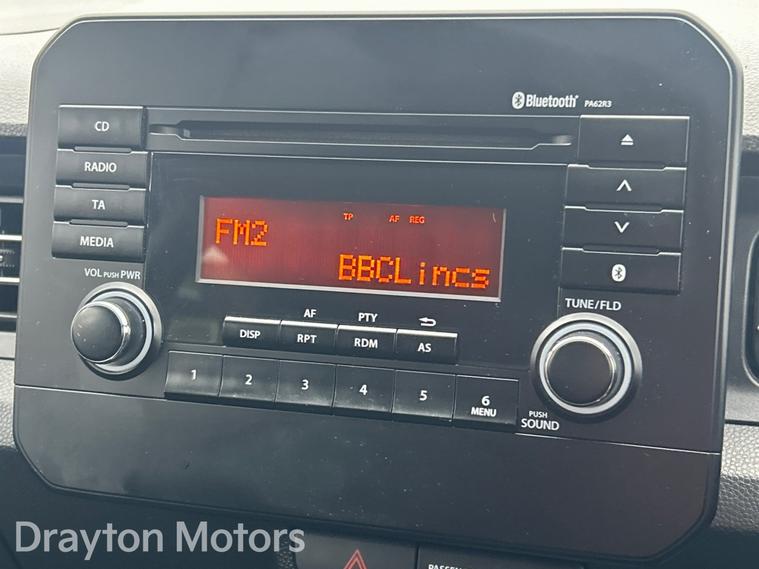 Bluetooth® PA62R3
CD
RADIO
TA
MEDIA
VOL PUSH PWR
TP AF REG
FM2
BBCLincs
TUNE/FLD
AF PTY
DISP RPT RDM AS
1 2 3 4 5 6
MENU
PUSH
SOUND
Drayton Motors
PASSEN